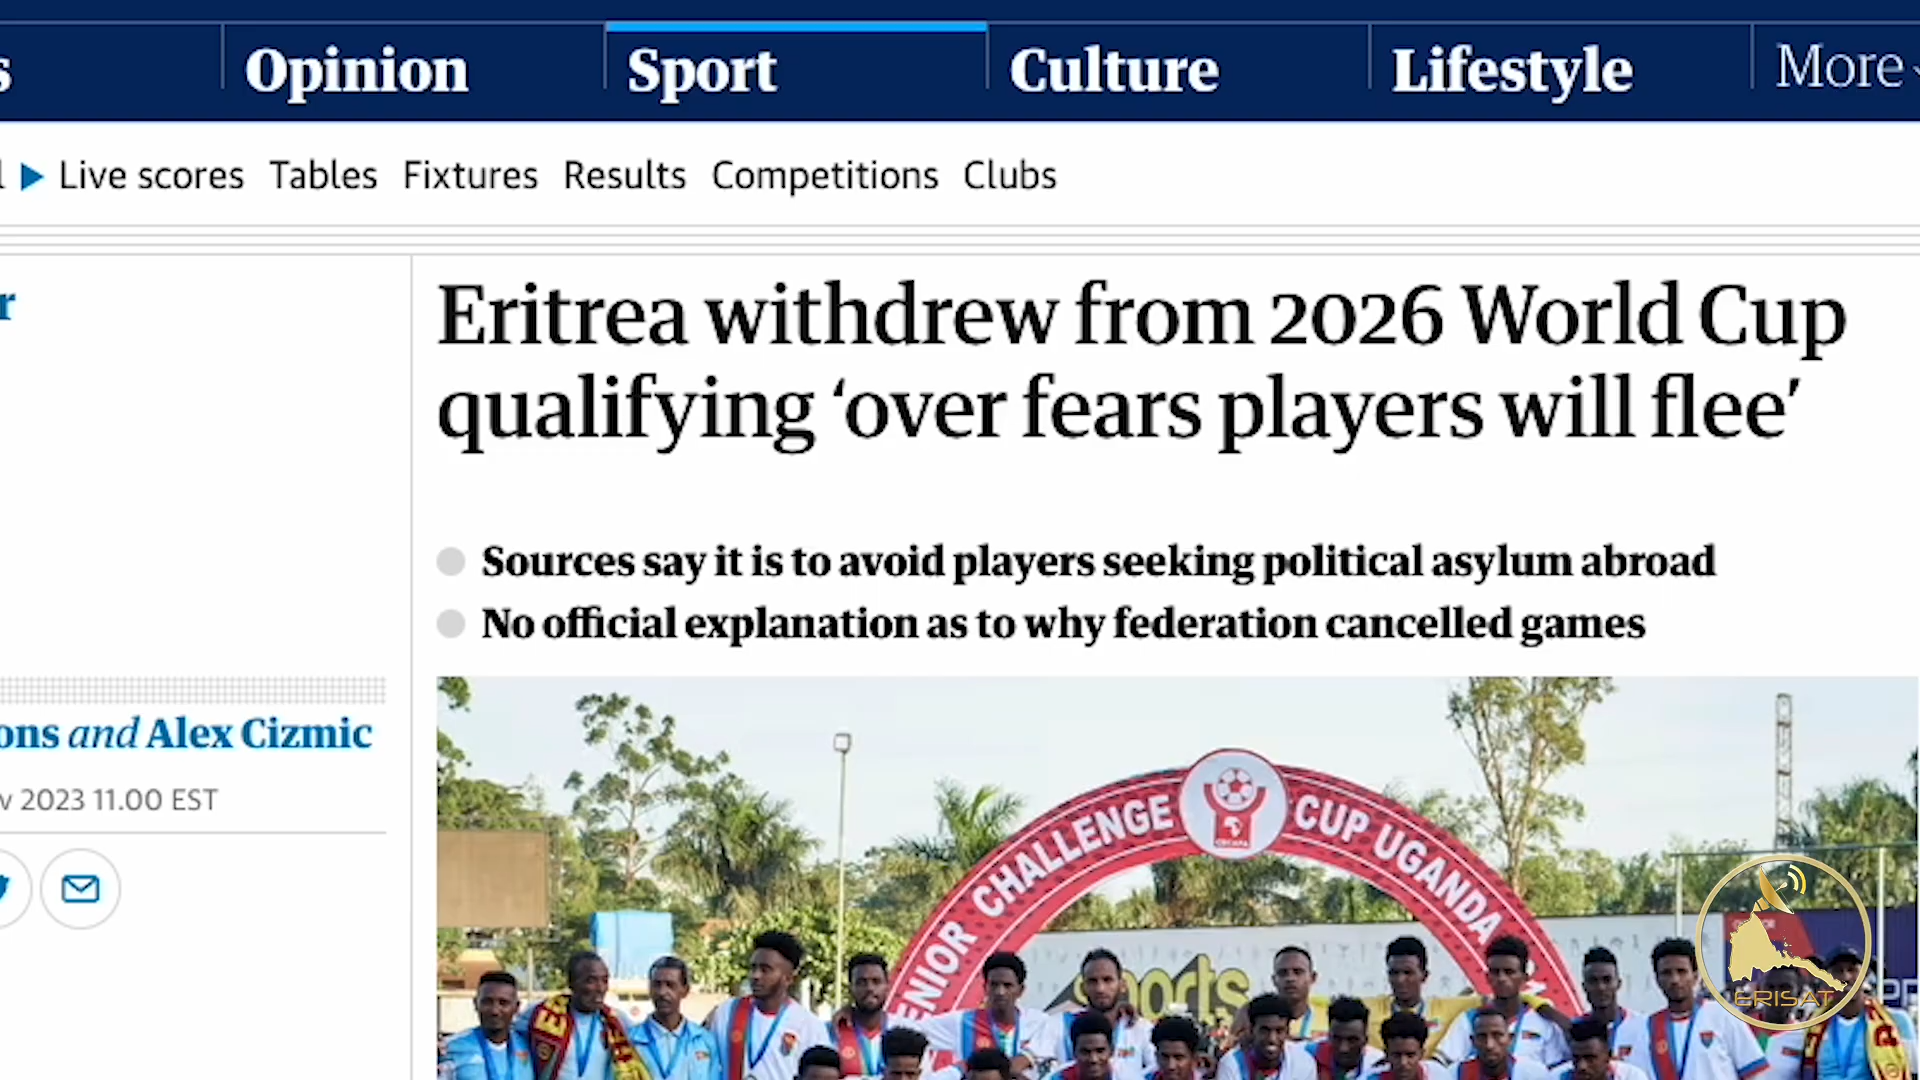 s
Opinion
Sport
Culture
Lifestyle
More
Live scores
Tables
Fixtures
Results
Competitions
Clubs
r
Eritrea withdrew from 2026 World Cup
qualifying ‘over fears players will flee’
Sources say it is to avoid players seeking political asylum abroad
No official explanation as to why federation cancelled games
ons and Alex Cizmic
v 2023 11.00 EST
ENIOR CHALLENGE CUP UGANDA
sports
ERISAT